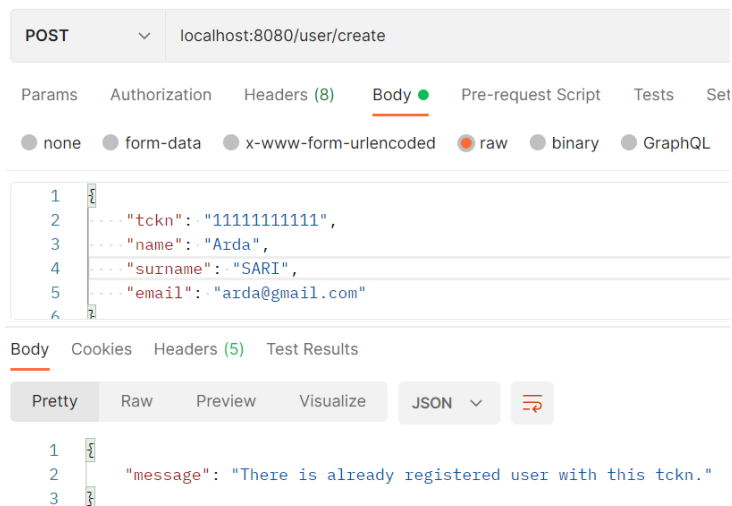 POST localhost:8080/user/create
Params Authorization Headers (8) Body Pre-request Script Tests Set
none form-data x-www-form-urlencoded raw binary GraphQL
1 {
2 "tckn": "11111111111",
3 "name": "Arda",
4 "surname": "SARI",
5 "email": "arda@gmail.com"
6 }
Body Cookies Headers (5) Test Results
Pretty Raw Preview Visualize JSON
1 {
2 "message": "There is already registered user with this tckn."
3 }